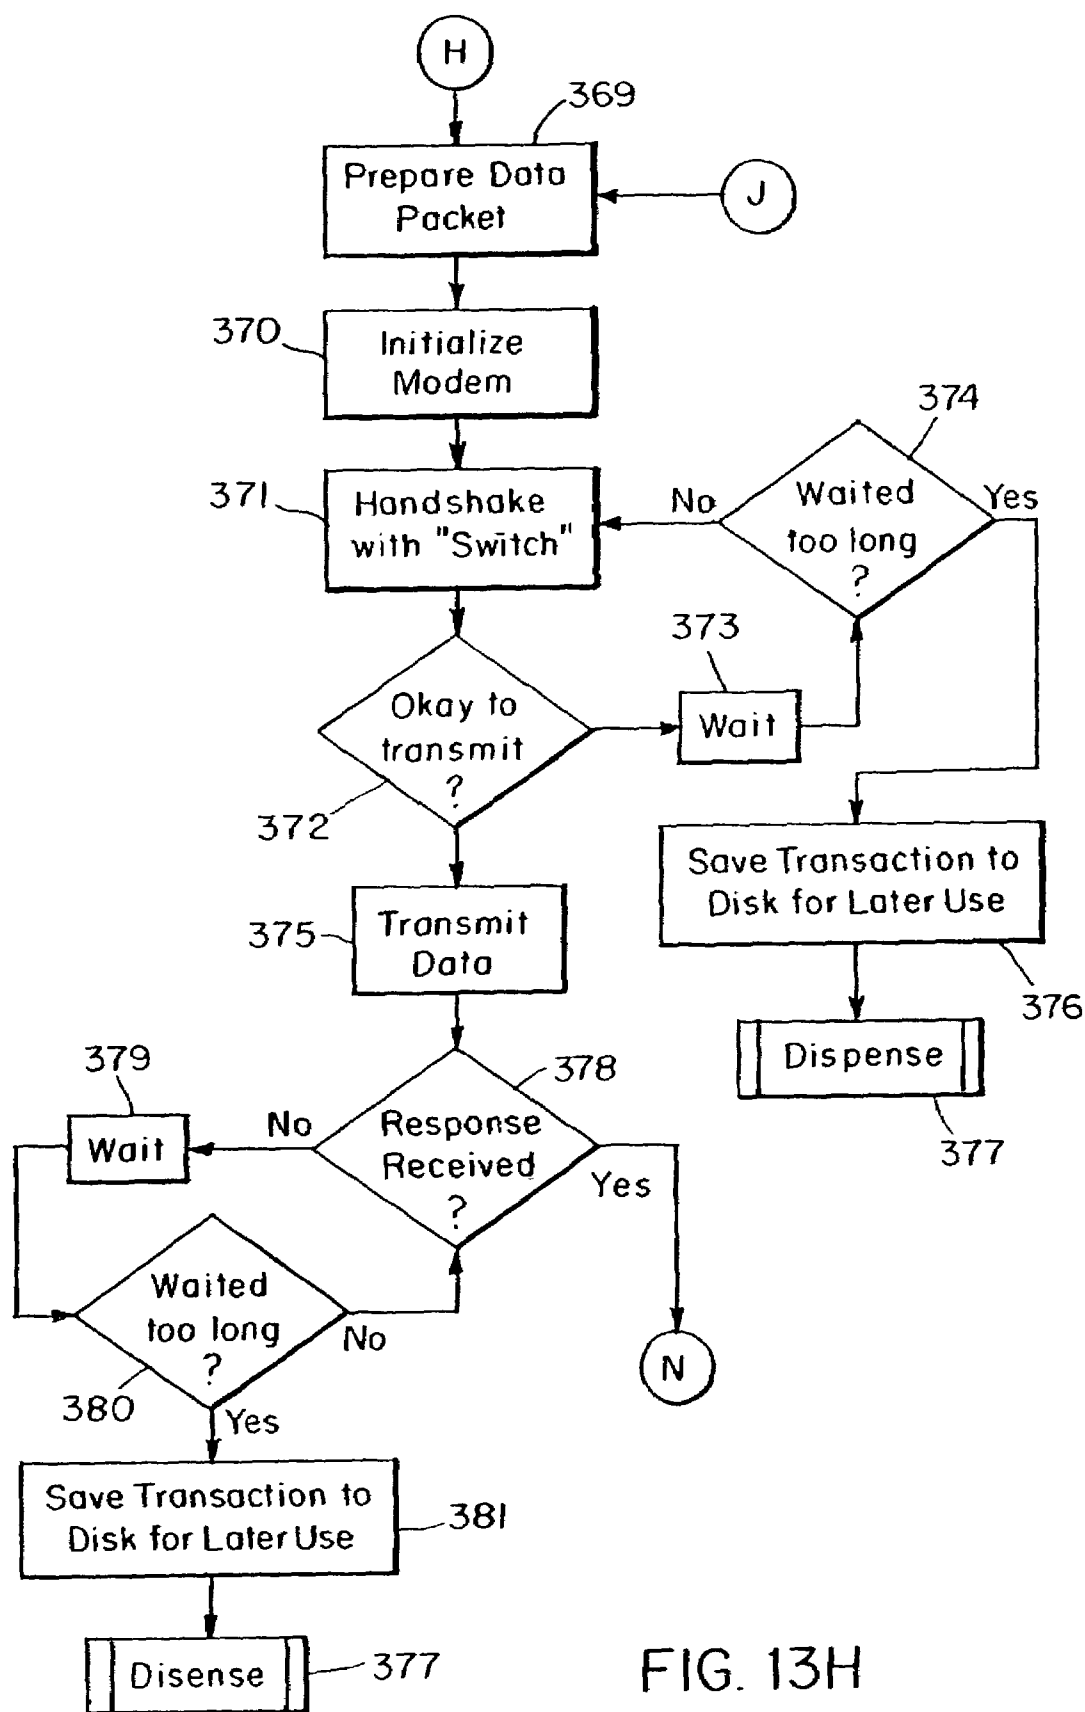 H
369
Prepare Data
Packet
J
370
Initialize
Modem
374
371
Handshake
with "Switch"
No
Waited
too long
?
Yes
373
Okay to
transmit
?
Wait
372
Save Transaction to
Disk for Later Use
375
Transmit
Data
376
379
378
Dispense
No
Response
Received
?
Wait
377
Yes
Waited
too long
?
No
N
380
Yes
Save Transaction to
Disk for Later Use
381
Disense
377
FIG. 13H